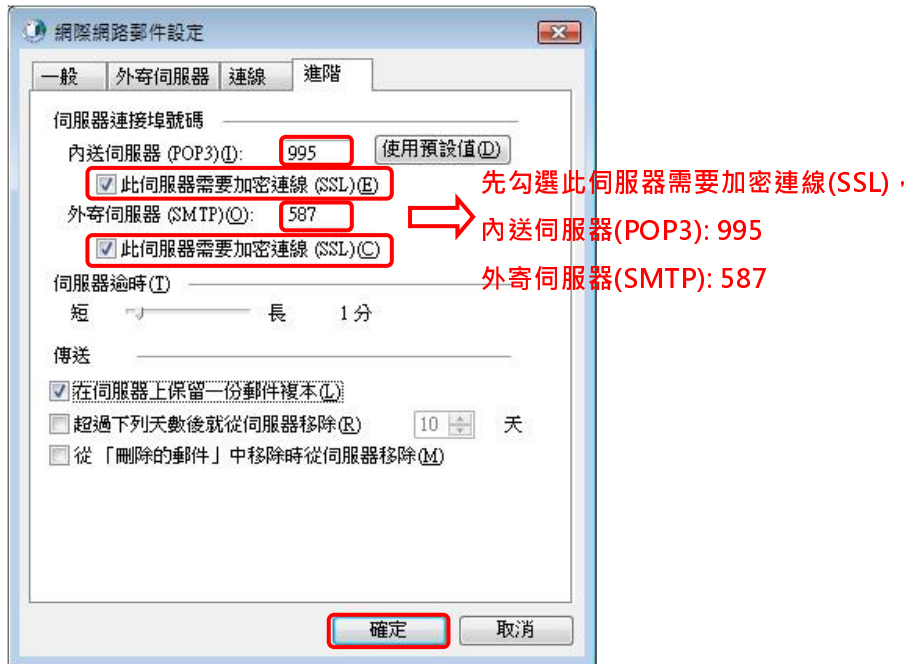 網際網路郵件設定
一般 外寄伺服器 連線 進階
伺服器連接埠號碼
內送伺服器 (POP3)(I): 995 使用預設值(D)
此伺服器需要加密連線 (SSL)(E)
外寄伺服器 (SMTP)(O): 587
此伺服器需要加密連線 (SSL)(C)
先勾選此伺服器需要加密連線(SSL)，
內送伺服器(POP3): 995
外寄伺服器(SMTP): 587
伺服器逾時(T)
短 長 1分
傳送
在伺服器上保留一份郵件複本(L)
超過下列天數後就從伺服器移除(R) 10 天
從「刪除的郵件」中移除時從伺服器移除(M)
確定 取消